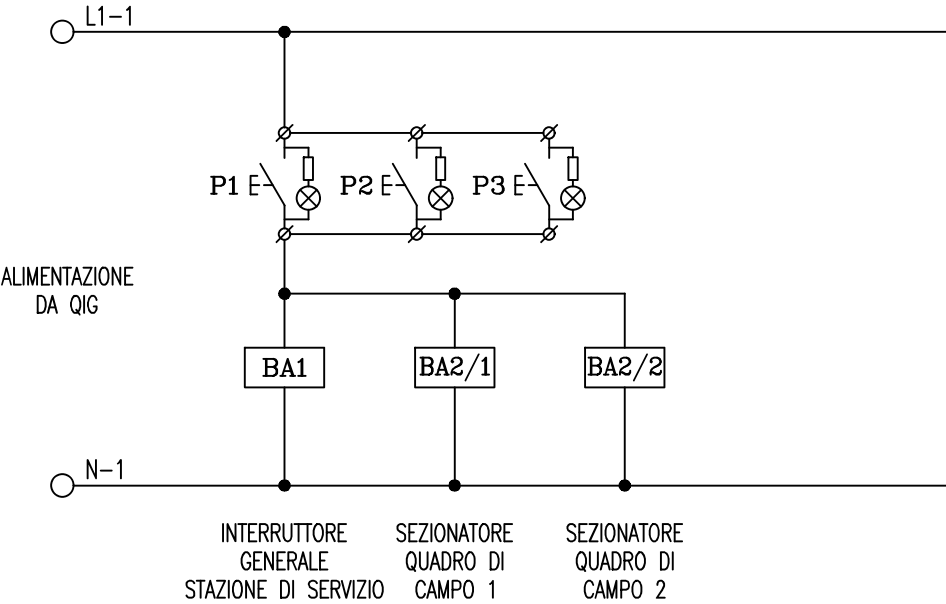 L1-1
P1
P2
P3
ALIMENTAZIONE
DA QIG
BA1
BA2/1
BA2/2
N-1
INTERRUTTORE
GENERALE
STAZIONE DI SERVIZIO
SEZIONATORE
QUADRO DI
CAMPO 1
SEZIONATORE
QUADRO DI
CAMPO 2